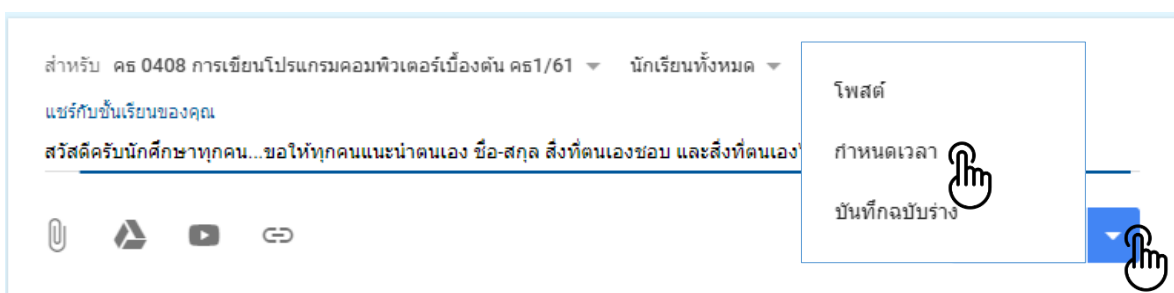 สำหรับ คธ 0408 การเขียนโปรแกรมคอมพิวเตอร์เบื้องต้น คธ1/61 นักเรียนทั้งหมด
แชร์กับชั้นเรียนของคุณ
สวัสดีครับนักศึกษาทุกคน...ขอให้ทุกคนแนะนำตนเอง ชื่อ-สกุล สิ่งที่ตนเองชอบ และสิ่งที่ตนเอง
โพสต์
กำหนดเวลา
บันทึกฉบับร่าง